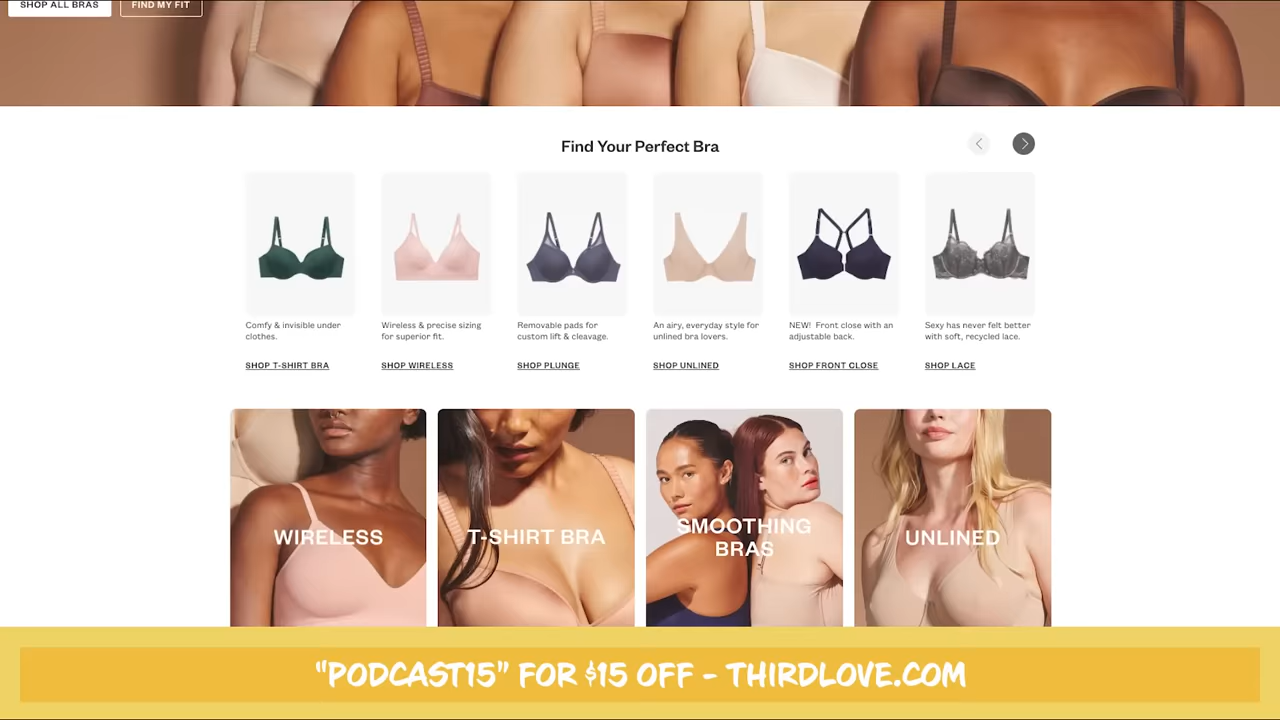 SHOP ALL BRAS
FIND MY FIT
Find Your Perfect Bra
Comfy & invisible under
clothes.
SHOP T-SHIRT BRA
Wireless & precise sizing
for superior fit.
SHOP WIRELESS
Removable pads for
custom lift & cleavage.
SHOP PLUNGE
An airy, everyday style for
unlined bra lovers.
SHOP UNLINED
NEW! Front close with an
adjustable back.
SHOP FRONT CLOSE
Sexy has never felt better
with soft, recycled lace.
SHOP LACE
WIRELESS
T-SHIRT BRA
SMOOTHING
BRAS
UNLINED
"PODCAST15" FOR $15 OFF - THIRDLOVE.COM